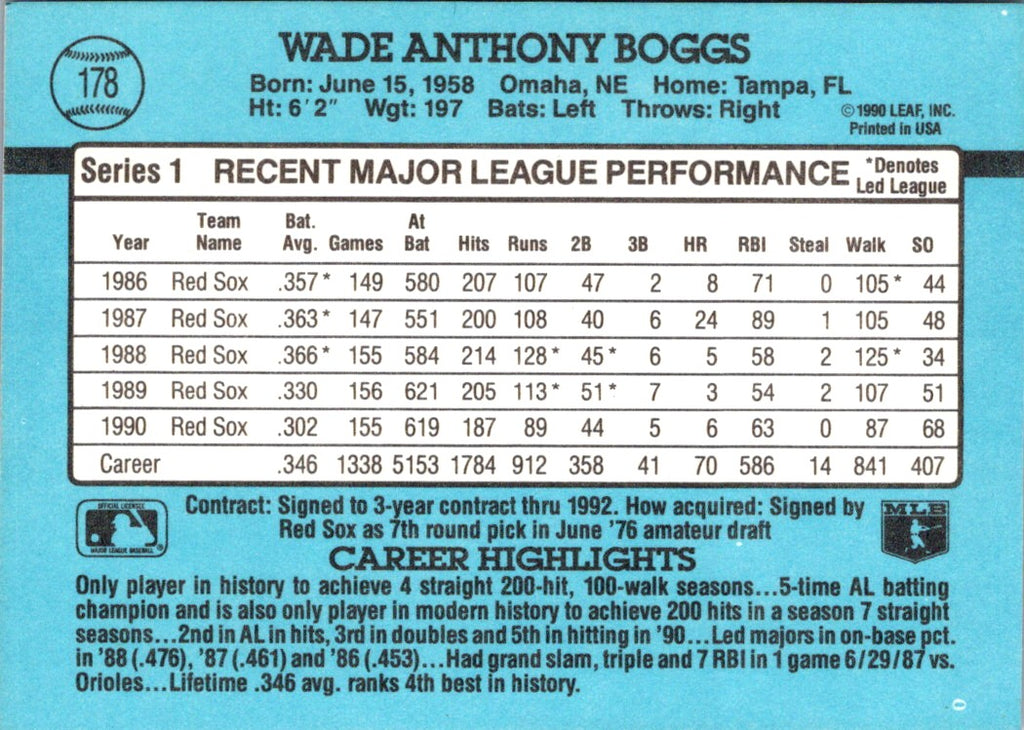 178
WADE ANTHONY BOGGS
Born: June 15, 1958 Omaha, NE Home: Tampa, FL
Ht: 6' 2" Wgt: 197 Bats: Left Throws: Right
©1990 LEAF, INC.
Printed in USA
Series 1 RECENT MAJOR LEAGUE PERFORMANCE *Denotes Led League
Year Team Name Bat. Avg. Games At Bat Hits Runs 2B 3B HR RBI Steal Walk SO
1986 Red Sox .357* 149 580 207 107 47 2 8 71 0 105* 44
1987 Red Sox .363* 147 551 200 108 40 6 24 89 1 105 48
1988 Red Sox .366* 155 584 214 128* 45* 6 5 58 2 125* 34
1989 Red Sox .330 156 621 205 113* 51* 7 3 54 2 107 51
1990 Red Sox .302 155 619 187 89 44 5 6 63 0 87 68
Career .346 1338 5153 1784 912 358 41 70 586 14 841 407
OFFICIAL LICENSEE
MAJOR LEAGUE BASEBALL
Contract: Signed to 3-year contract thru 1992. How acquired: Signed by
Red Sox as 7th round pick in June '76 amateur draft
MLB
CAREER HIGHLIGHTS
Only player in history to achieve 4 straight 200-hit, 100-walk seasons...5-time AL batting
champion and is also only player in modern history to achieve 200 hits in a season 7 straight
seasons...2nd in AL in hits, 3rd in doubles and 5th in hitting in '90...Led majors in on-base pct.
in '88 (.476), '87 (.461) and '86 (.453)...Had grand slam, triple and 7 RBI in 1 game 6/29/87 vs.
Orioles...Lifetime .346 avg. ranks 4th best in history.
0